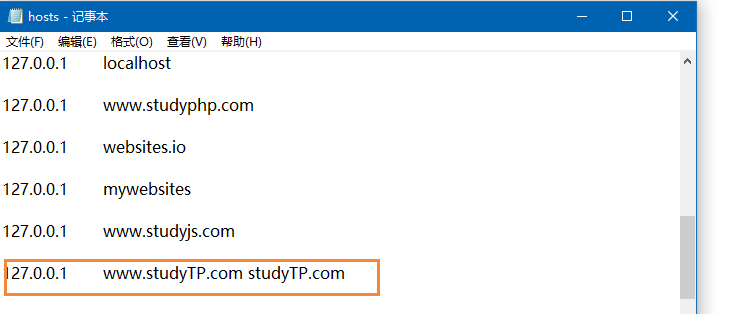 hosts - 记事本
文件(F) 编辑(E) 格式(O) 查看(V) 帮助(H)
127.0.0.1 localhost
127.0.0.1 www.studyphp.com
127.0.0.1 websites.io
127.0.0.1 mywebsites
127.0.0.1 www.studyjs.com
127.0.0.1 www.studyTP.com studyTP.com